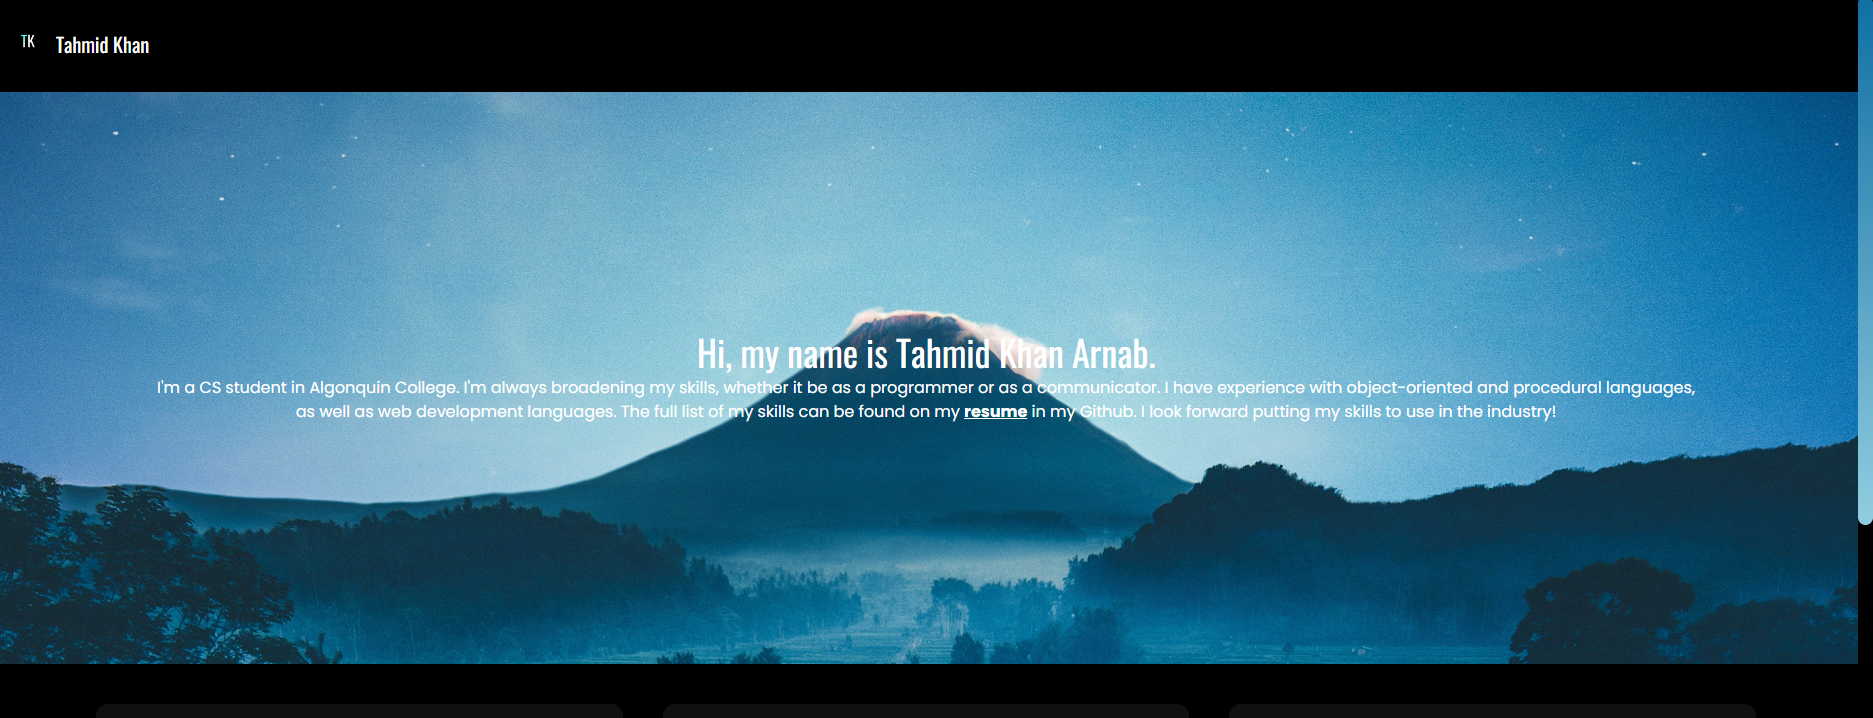 TK Tahmid Khan
Hi, my name is Tahmid Khan Arnab.
I'm a CS student in Algonquin College. I'm always broadening my skills, whether it be as a programmer or as a communicator. I have experience with object-oriented and procedural languages,
as well as web development languages. The full list of my skills can be found on my resume in my Github. I look forward putting my skills to use in the industry!